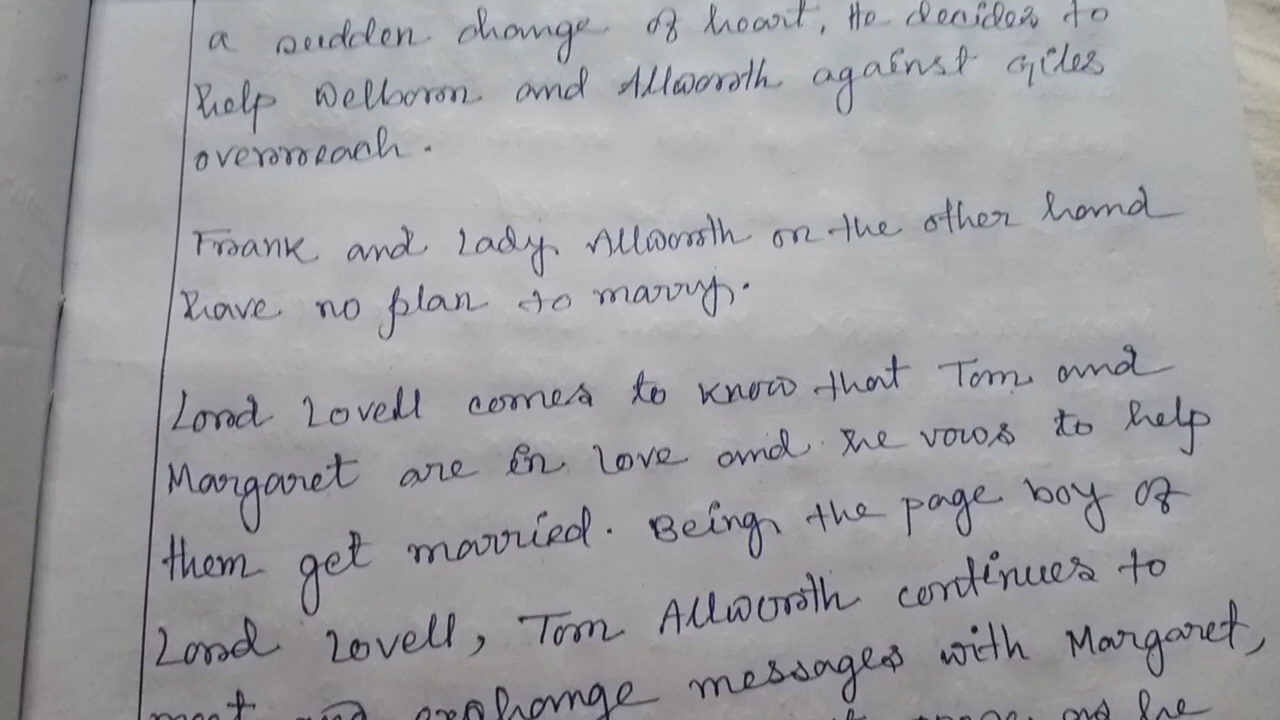 a sudden change of heart, He decides to
help Wellborn and Allworth against Giles
overreach.
Frank and Lady Allworth on the other hand
have no plan to marry.
Lord Lovell comes to know that Tom and
Margaret are in love and he vows to help
them get married. Being the page boy of
Lord Lovell, Tom Allworth continues to
meet and exchange messages with Margaret,
he